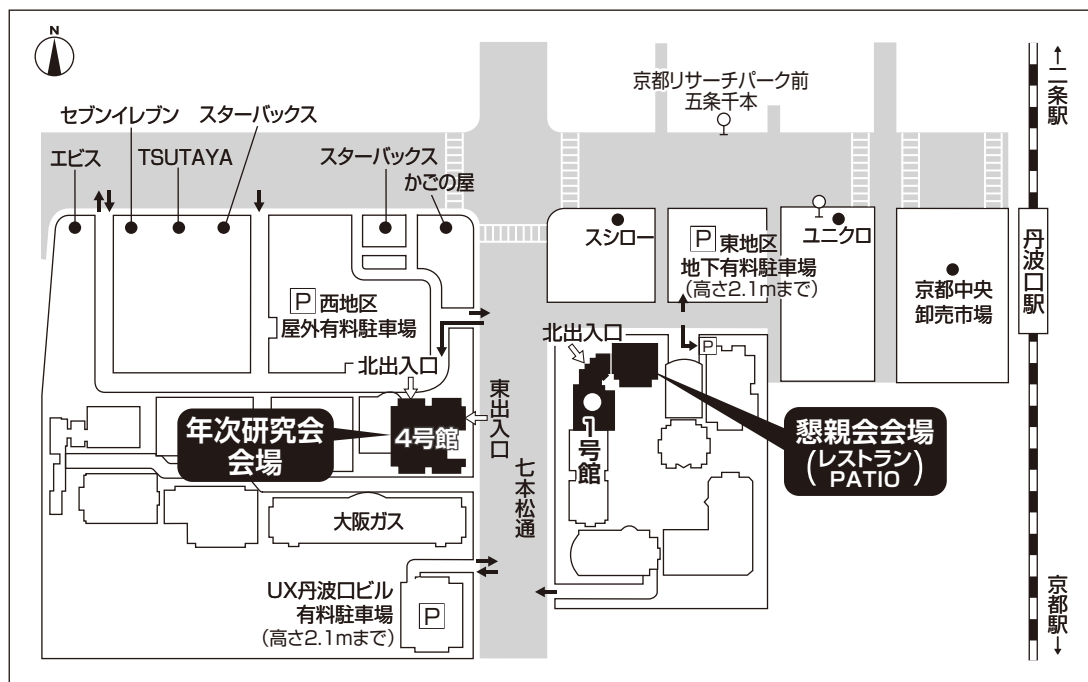 N
京都リサーチパーク前
五条千本
↑二条駅
セブンイレブン
スターバックス
エビス
TSUTAYA
スターバックス
かごの屋
スシロー
P 東地区
地下有料駐車場
(高さ2.1mまで)
ユニクロ
京都中央
卸売市場
丹波口駅
P 西地区
屋外有料駐車場
北出入口
北出入口
P
東出入口
年次研究会
会場
4号館
1号館
懇親会会場
(レストラン
PATIO)
七本松通
大阪ガス
UX丹波口ビル
有料駐車場
(高さ2.1mまで)
P
京都駅↓